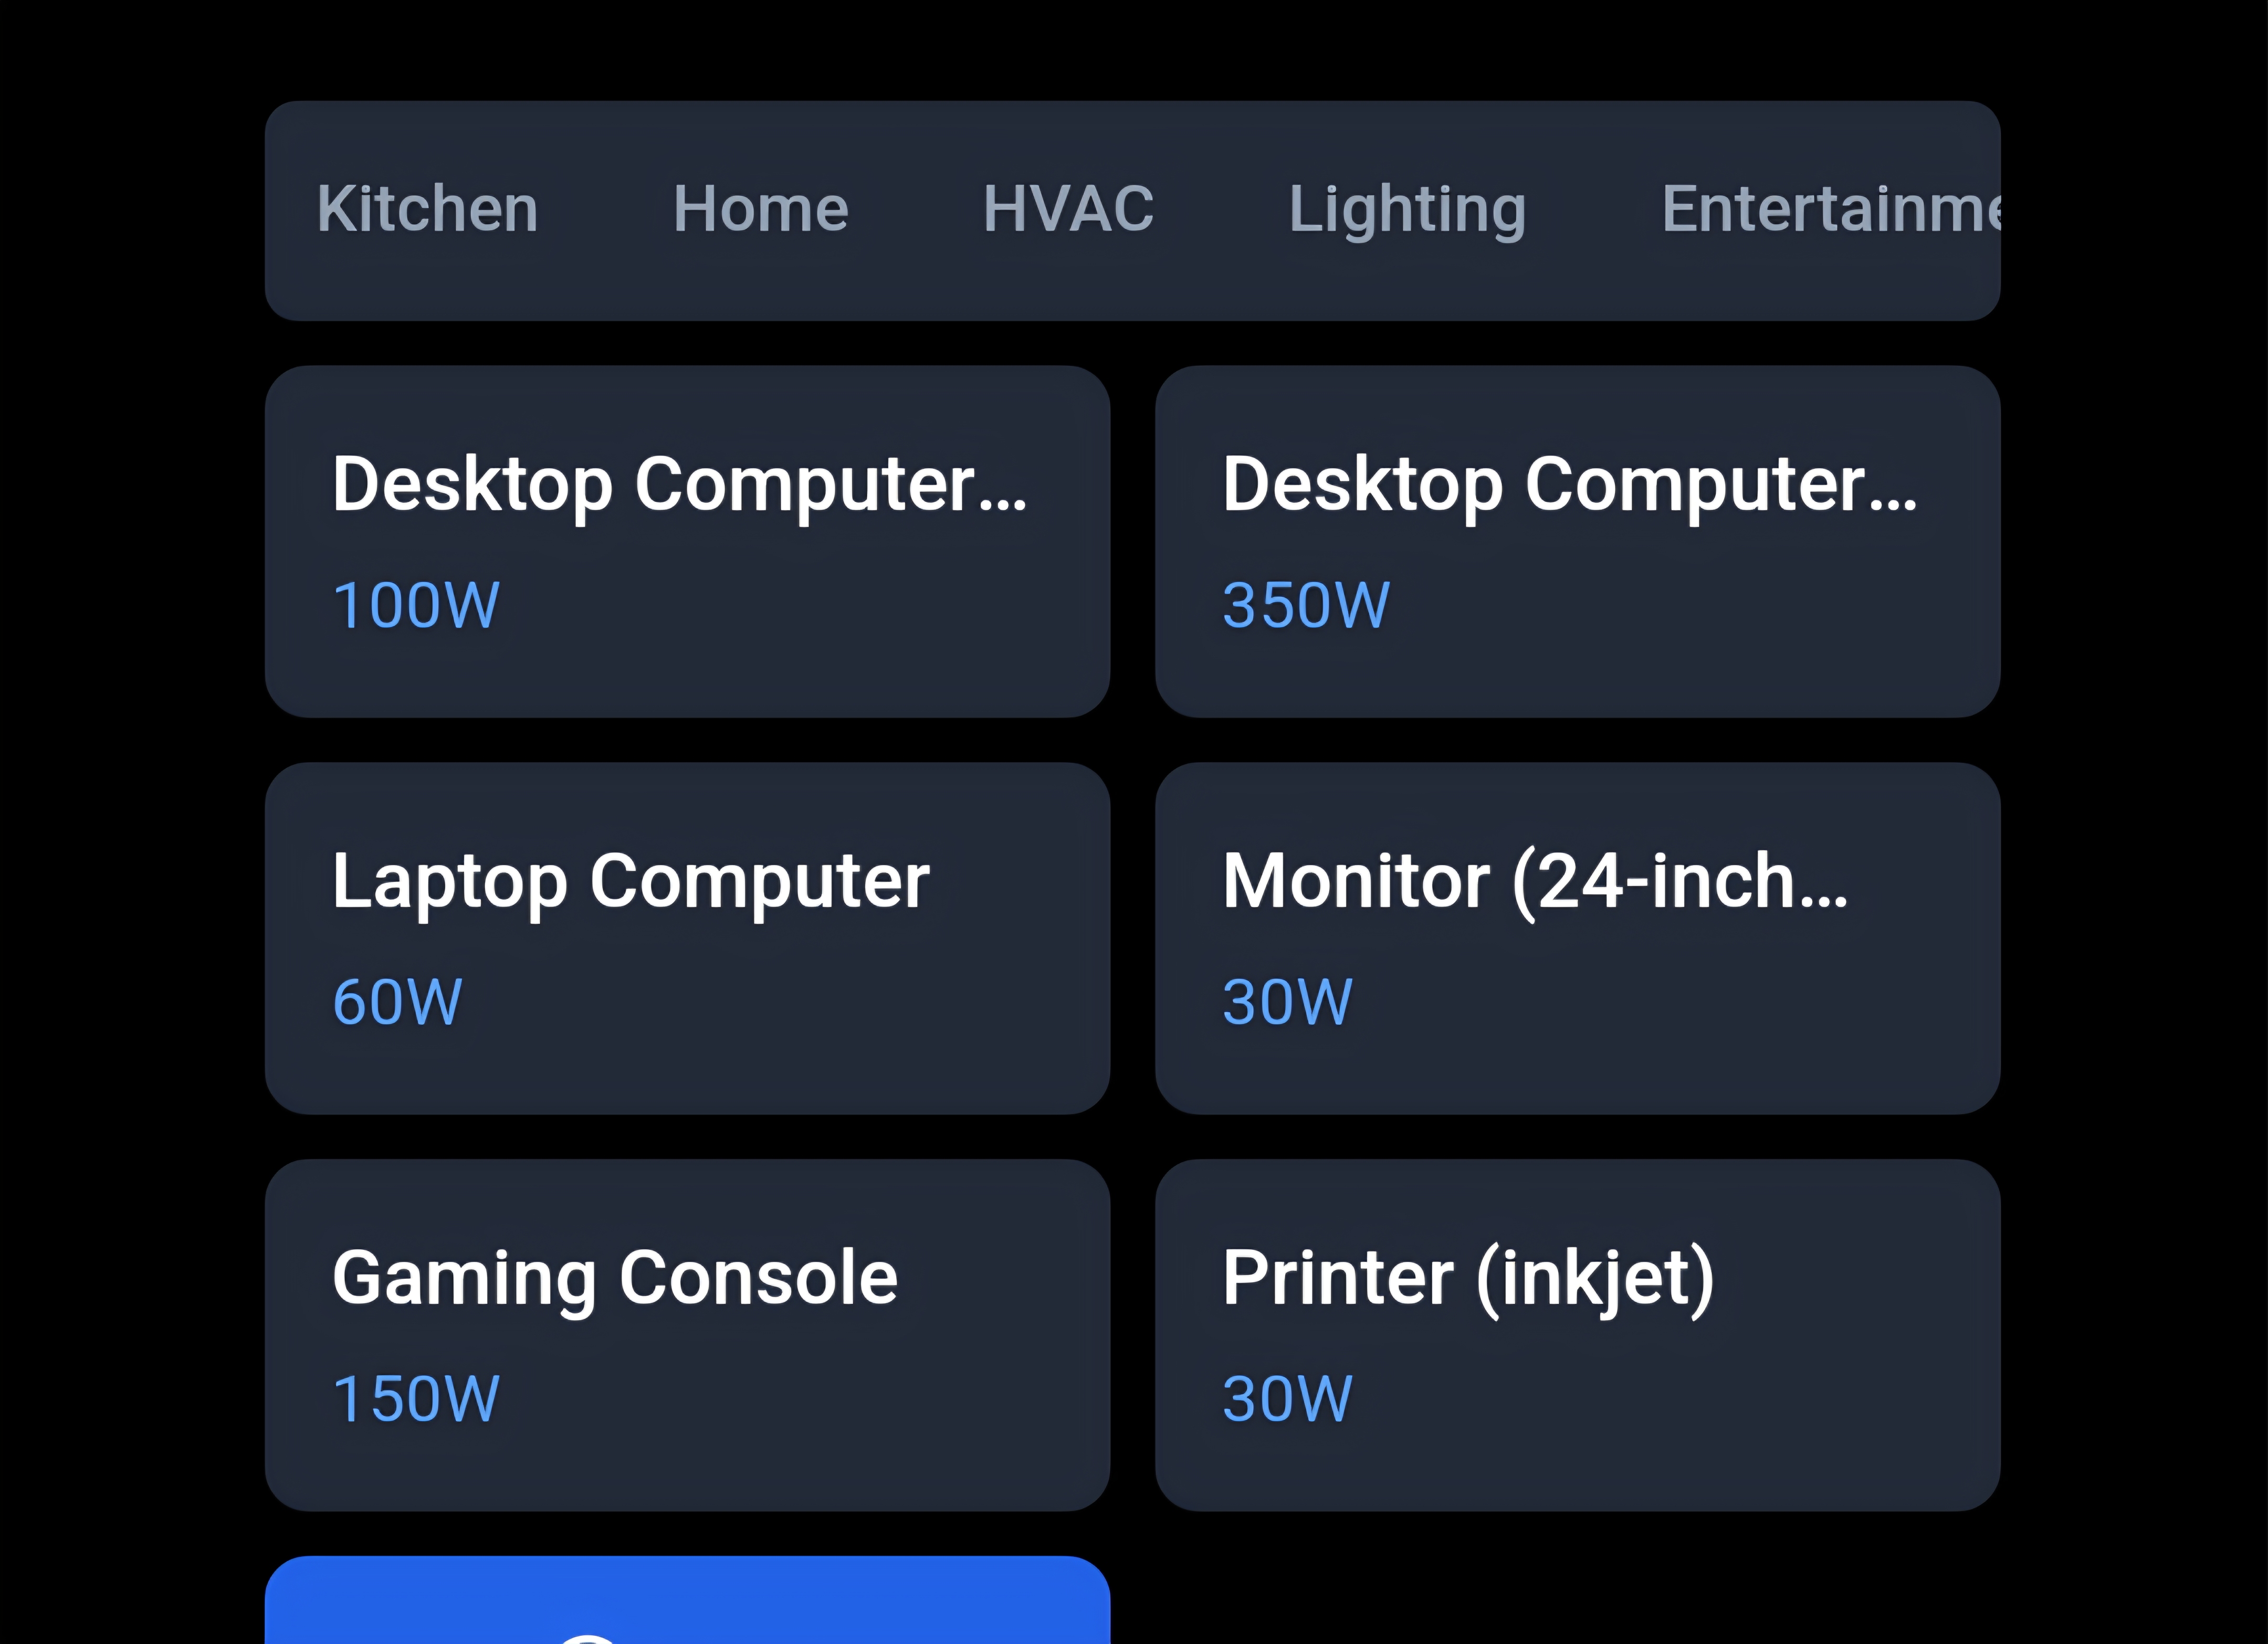 Kitchen Home HVAC Lighting Entertainme
Desktop Computer...
100W
Desktop Computer...
350W
Laptop Computer
60W
Monitor (24-inch...
30W
Gaming Console
150W
Printer (inkjet)
30W